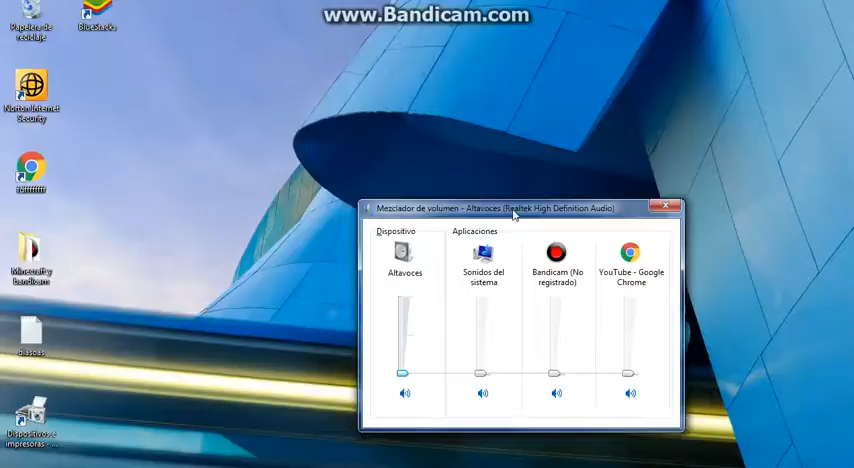 www.Bandicam.com
Papelera de
reciclaje
BlueStacks
Norton Internet
Security
Minecraft y
bandicam
Dispositivos e
impresoras - ...
Mezclador de volumen - Altavoces (Realtek High Definition Audio)
Dispositivo
Aplicaciones
Altavoces
Sonidos del
sistema
Bandicam (No
registrado)
YouTube - Google
Chrome